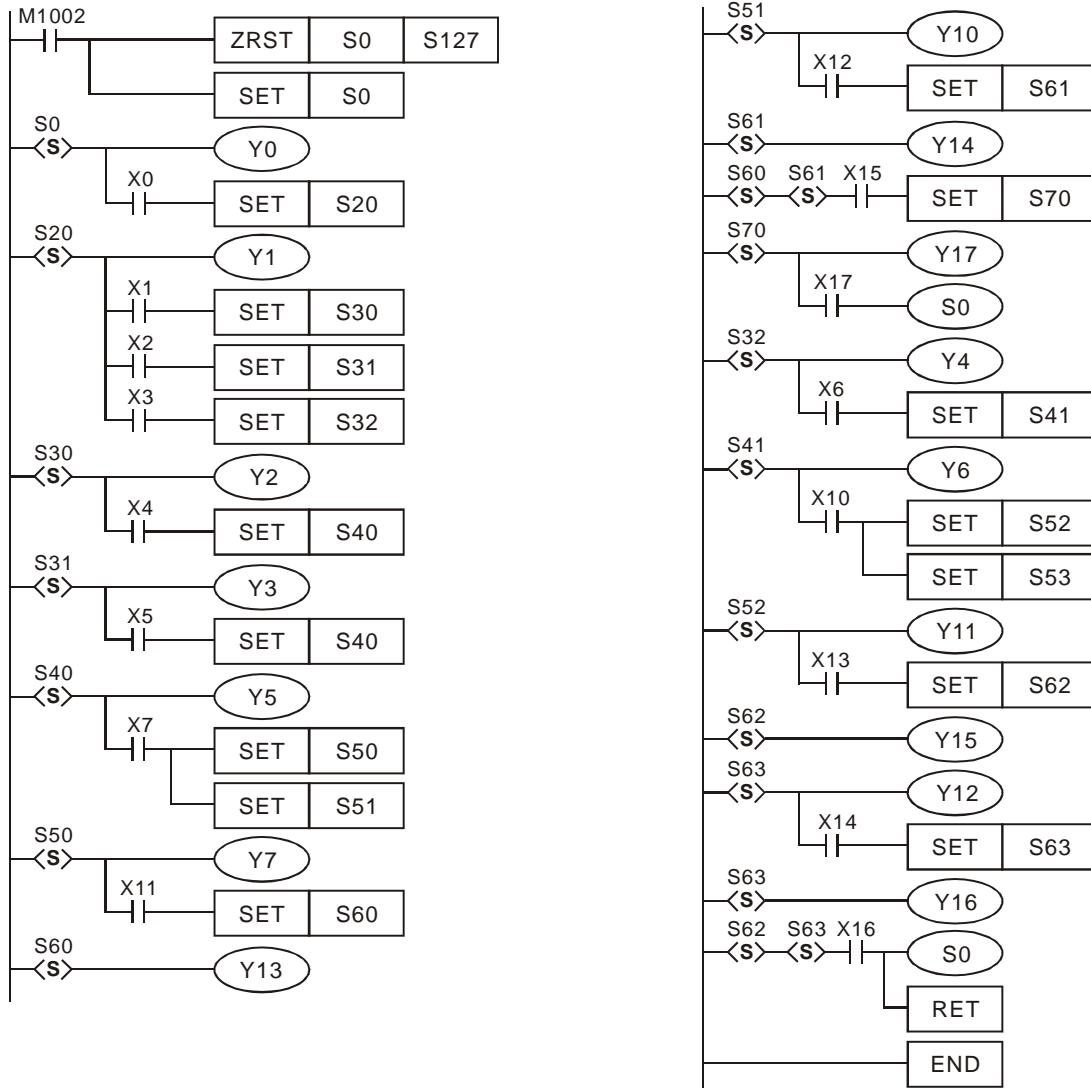 M1002
ZRST S0 S127
SET S0
S0
S Y0
X0
SET S20
S20
S Y1
X1
SET S30
X2
SET S31
X3
SET S32
S30
S Y2
X4
SET S40
S31
S Y3
X5
SET S40
S40
S Y5
X7
SET S50
SET S51
S50
S Y7
X11
SET S60
S60
S Y13
S51
S Y10
X12
SET S61
S61
S Y14
S60 S61 X15
S S SET S70
S70
S Y17
X17
S0
S32
S Y4
X6
SET S41
S41
S Y6
X10
SET S52
SET S53
S52
S Y11
X13
SET S62
S62
S Y15
S63
S Y12
X14
SET S63
S63
S Y16
S62 S63 X16
S S S0
RET
END